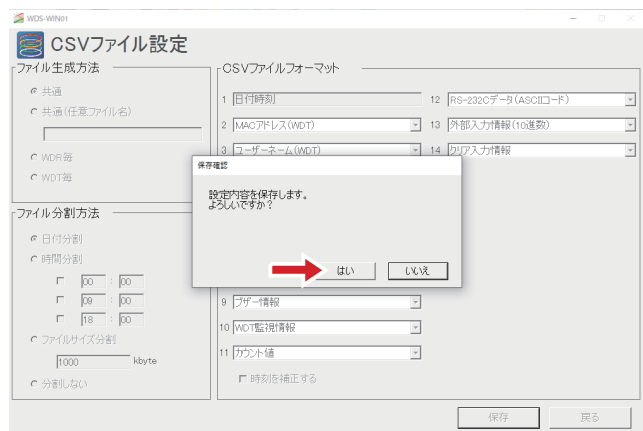 WDS-WIN01
CSVファイル設定
ファイル生成方法
共通
共通(任意ファイル名)
WDR毎
WDT毎
ファイル分割方法
日付分割
時間分割
00 : 00
09 : 00
18 : 00
ファイルサイズ分割
1000 kbyte
分割しない
CSVファイルフォーマット
1 日付時刻
2 MACアドレス(WDT)
3 ユーザーネーム(WDT)
9 ブザー情報
10 WDT監視情報
11 カウント値
時刻を補正する
12 RS-232Cデータ(ASCIIコード)
13 外部入力情報(10進数)
14 クリア入力情報
保存確認
設定内容を保存します。
よろしいですか?
はい
いいえ
保存
戻る